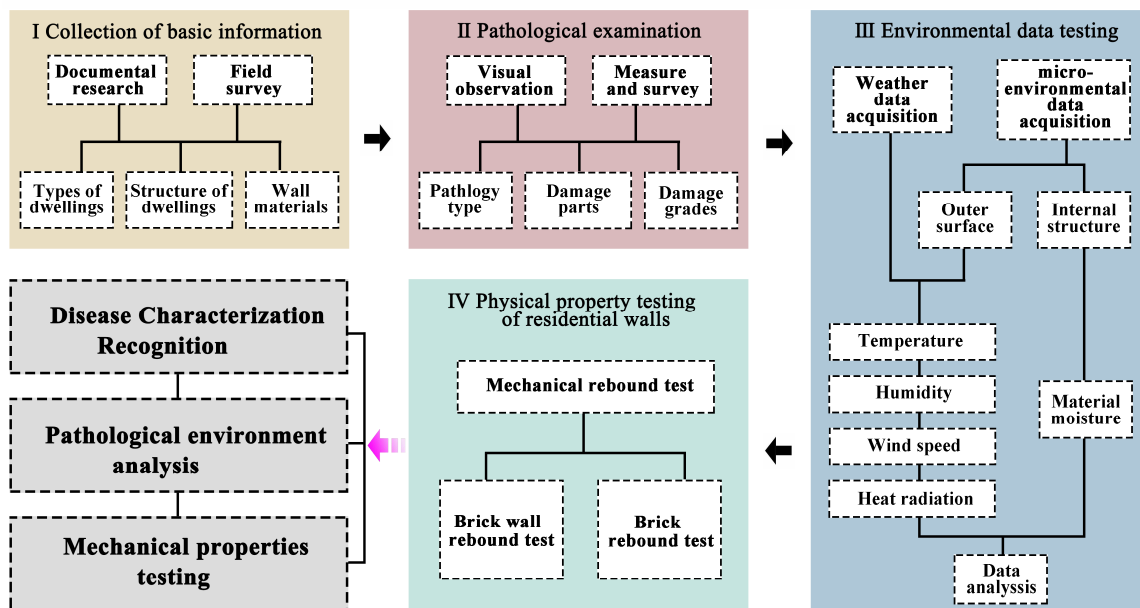 I Collection of basic information
Documental
research
Field
survey
Types of
dwellings
Structure of
dwellings
Wall
materials
II Pathological examination
Visual
observation
Measure
and survey
Pathlogy
type
Damage
parts
Damage
grades
III Environmental data testing
Weather
data
acquisition
micro-
environmental
data
acquisition
Outer
surface
Internal
structure
Temperature
Humidity
Wind speed
Heat radiation
Material
moisture
Data
analyssis
IV Physical property testing
of residential walls
Mechanical rebound test
Brick wall
rebound test
Brick
rebound test
Disease Characterization
Recognition
Pathological environment
analysis
Mechanical properties
testing